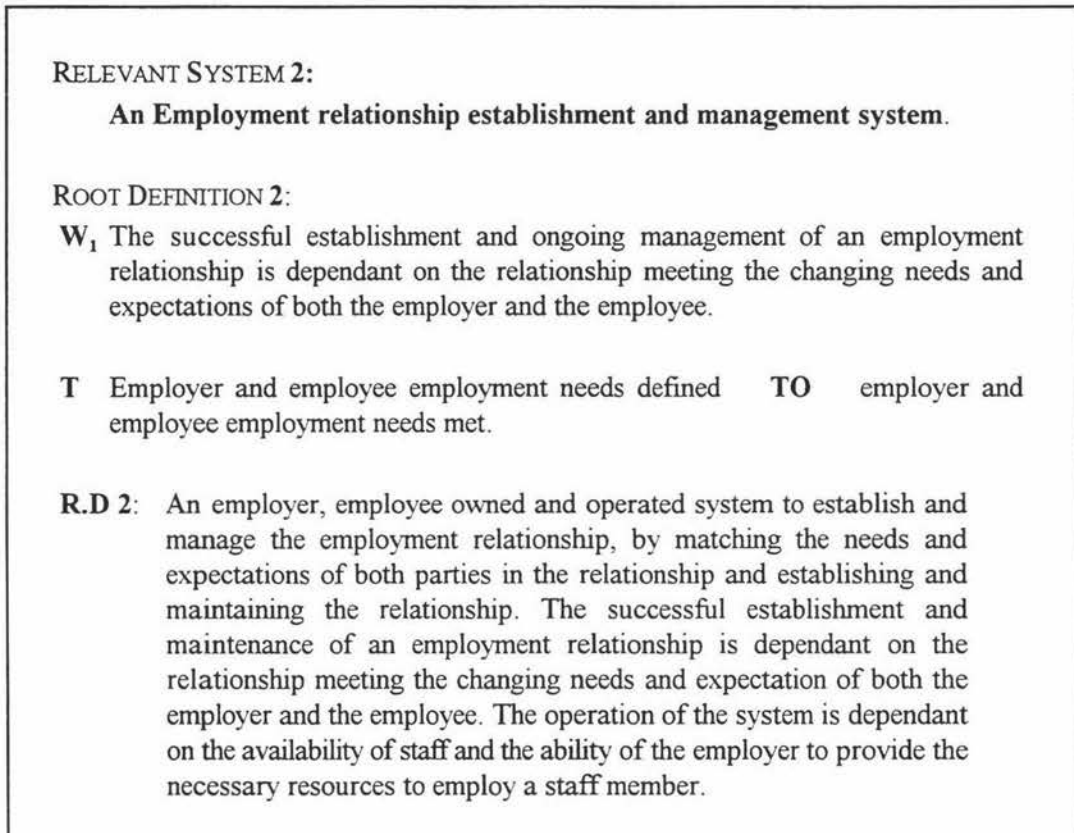 RELEVANT SYSTEM 2:
An Employment relationship establishment and management system.
ROOT DEFINITION 2:
W₁ The successful establishment and ongoing management of an employment
relationship is dependant on the relationship meeting the changing needs and
expectations of both the employer and the employee.
T Employer and employee employment needs defined TO employer and
employee employment needs met.
R.D 2: An employer, employee owned and operated system to establish and
manage the employment relationship, by matching the needs and
expectations of both parties in the relationship and establishing and
maintaining the relationship. The successful establishment and
maintenance of an employment relationship is dependant on the
relationship meeting the changing needs and expectation of both the
employer and the employee. The operation of the system is dependant
on the availability of staff and the ability of the employer to provide the
necessary resources to employ a staff member.